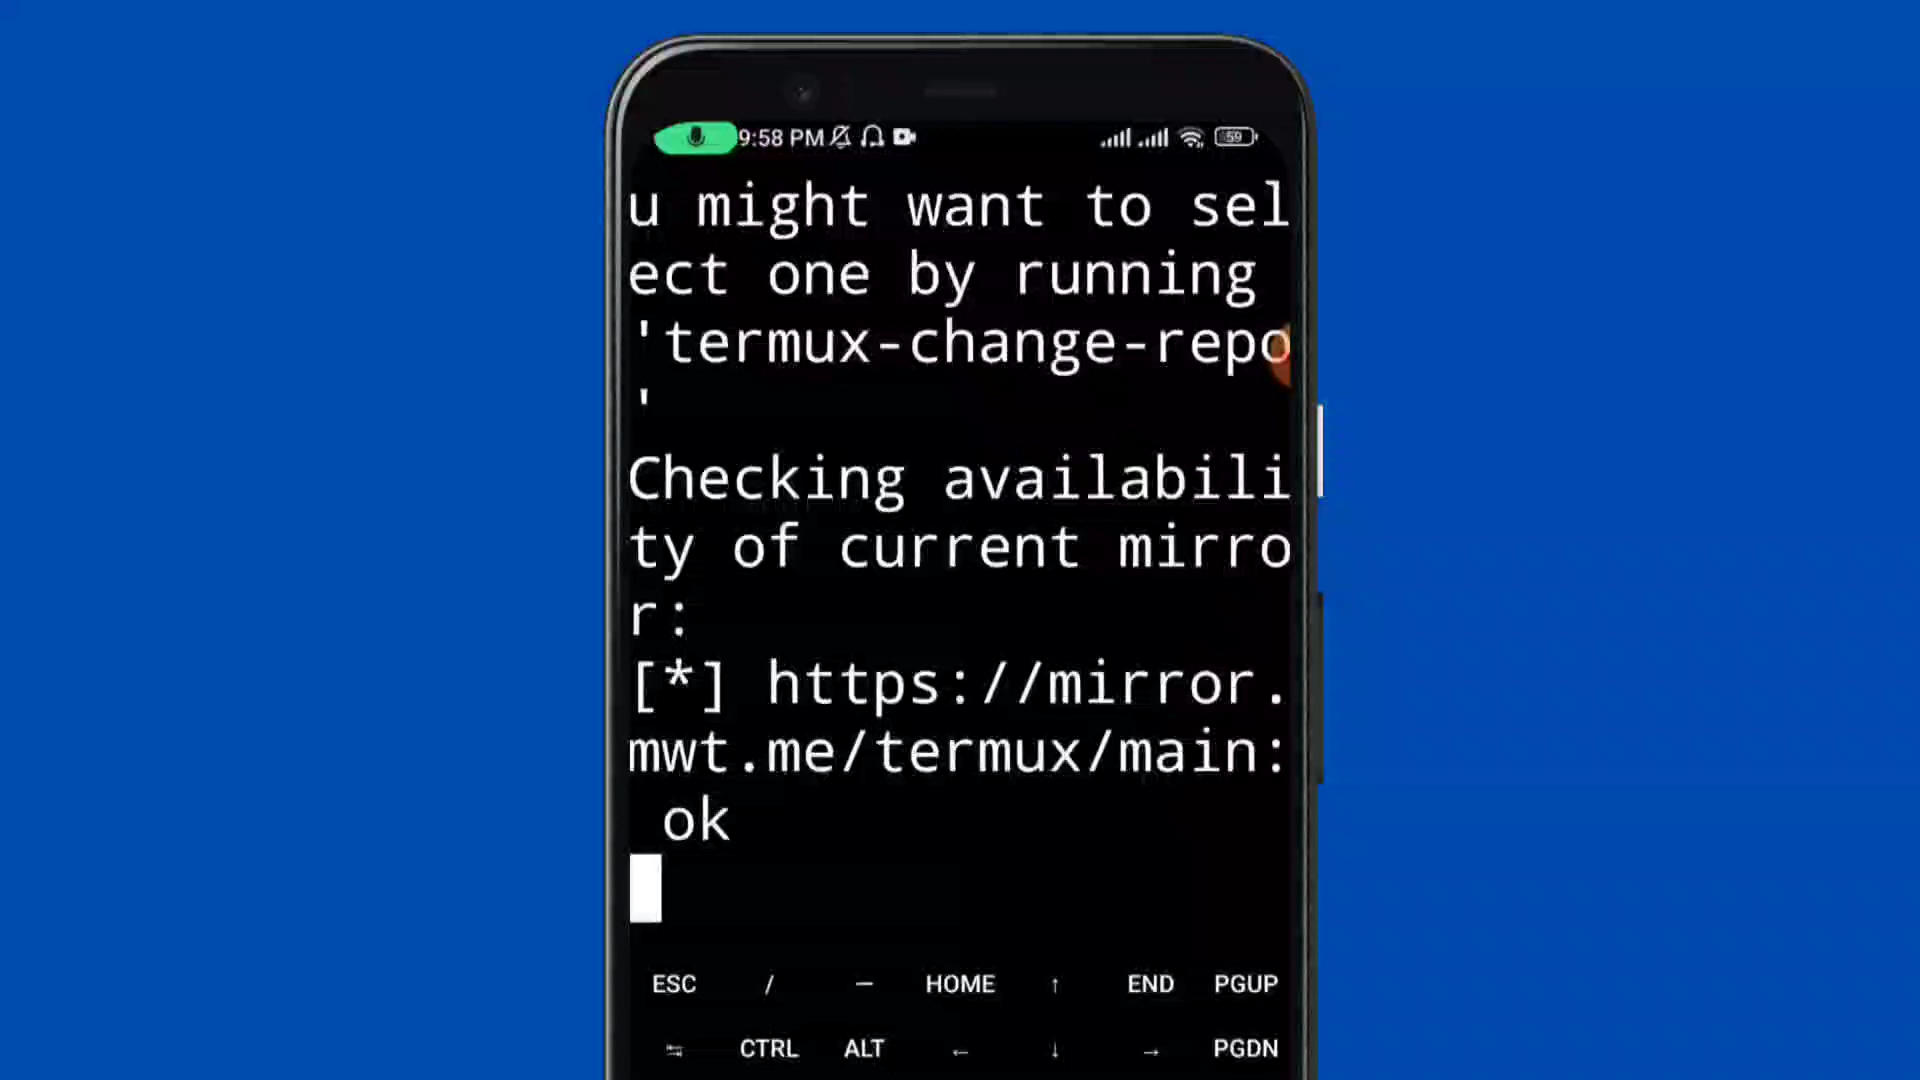 9:58 PM 59
u might want to sel
ect one by running
'termux-change-repo
'
Checking availabili
ty of current mirro
r:
[*] https://mirror.
mwt.me/termux/main:
ok
ESC / — HOME ↑ END PGUP
↹ CTRL ALT ← ↓ → PGDN